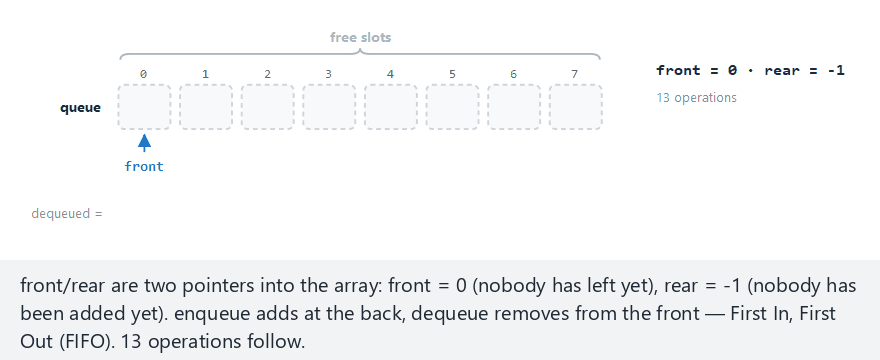 free slots
0 1 2 3 4 5 6 7
front = 0 · rear = -1
13 operations
queue
front
dequeued =
front/rear are two pointers into the array: front = 0 (nobody has left yet), rear = -1 (nobody has
been added yet). enqueue adds at the back, dequeue removes from the front — First In, First
Out (FIFO). 13 operations follow.